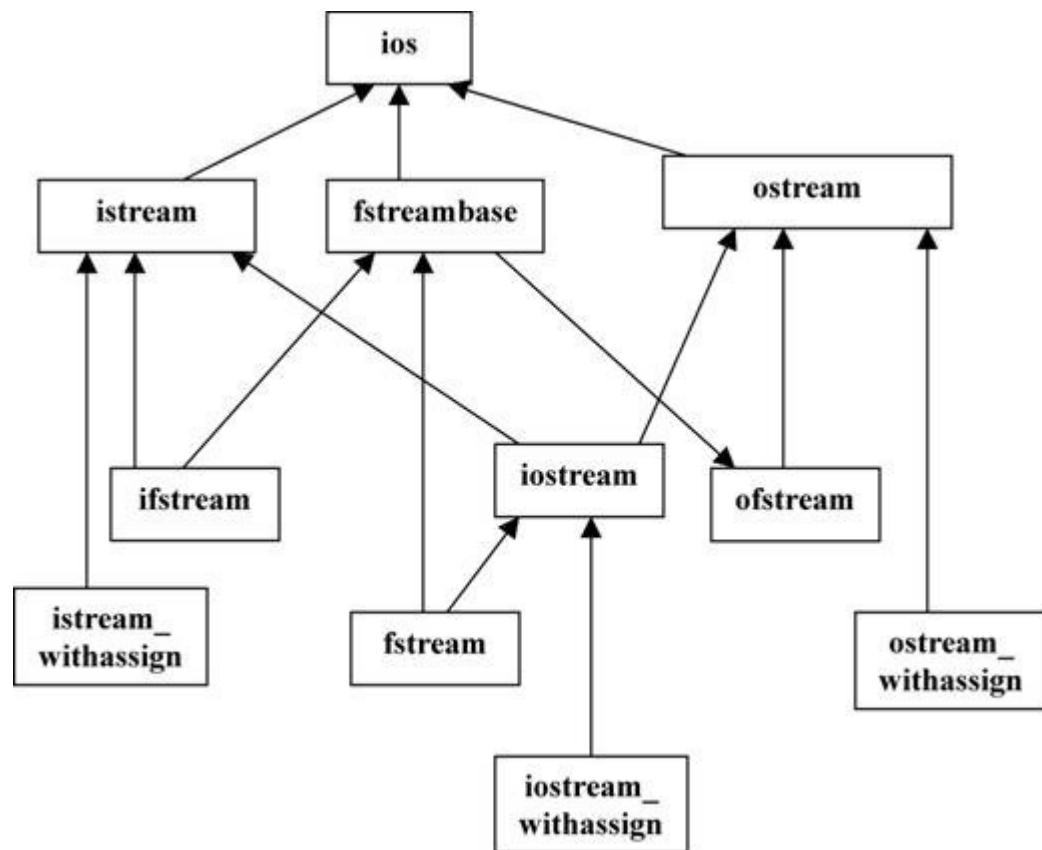 ios
istream
fstreambase
ostream
ifstream
iostream
ofstream
istream_
withassign
fstream
ostream_
withassign
iostream_
withassign